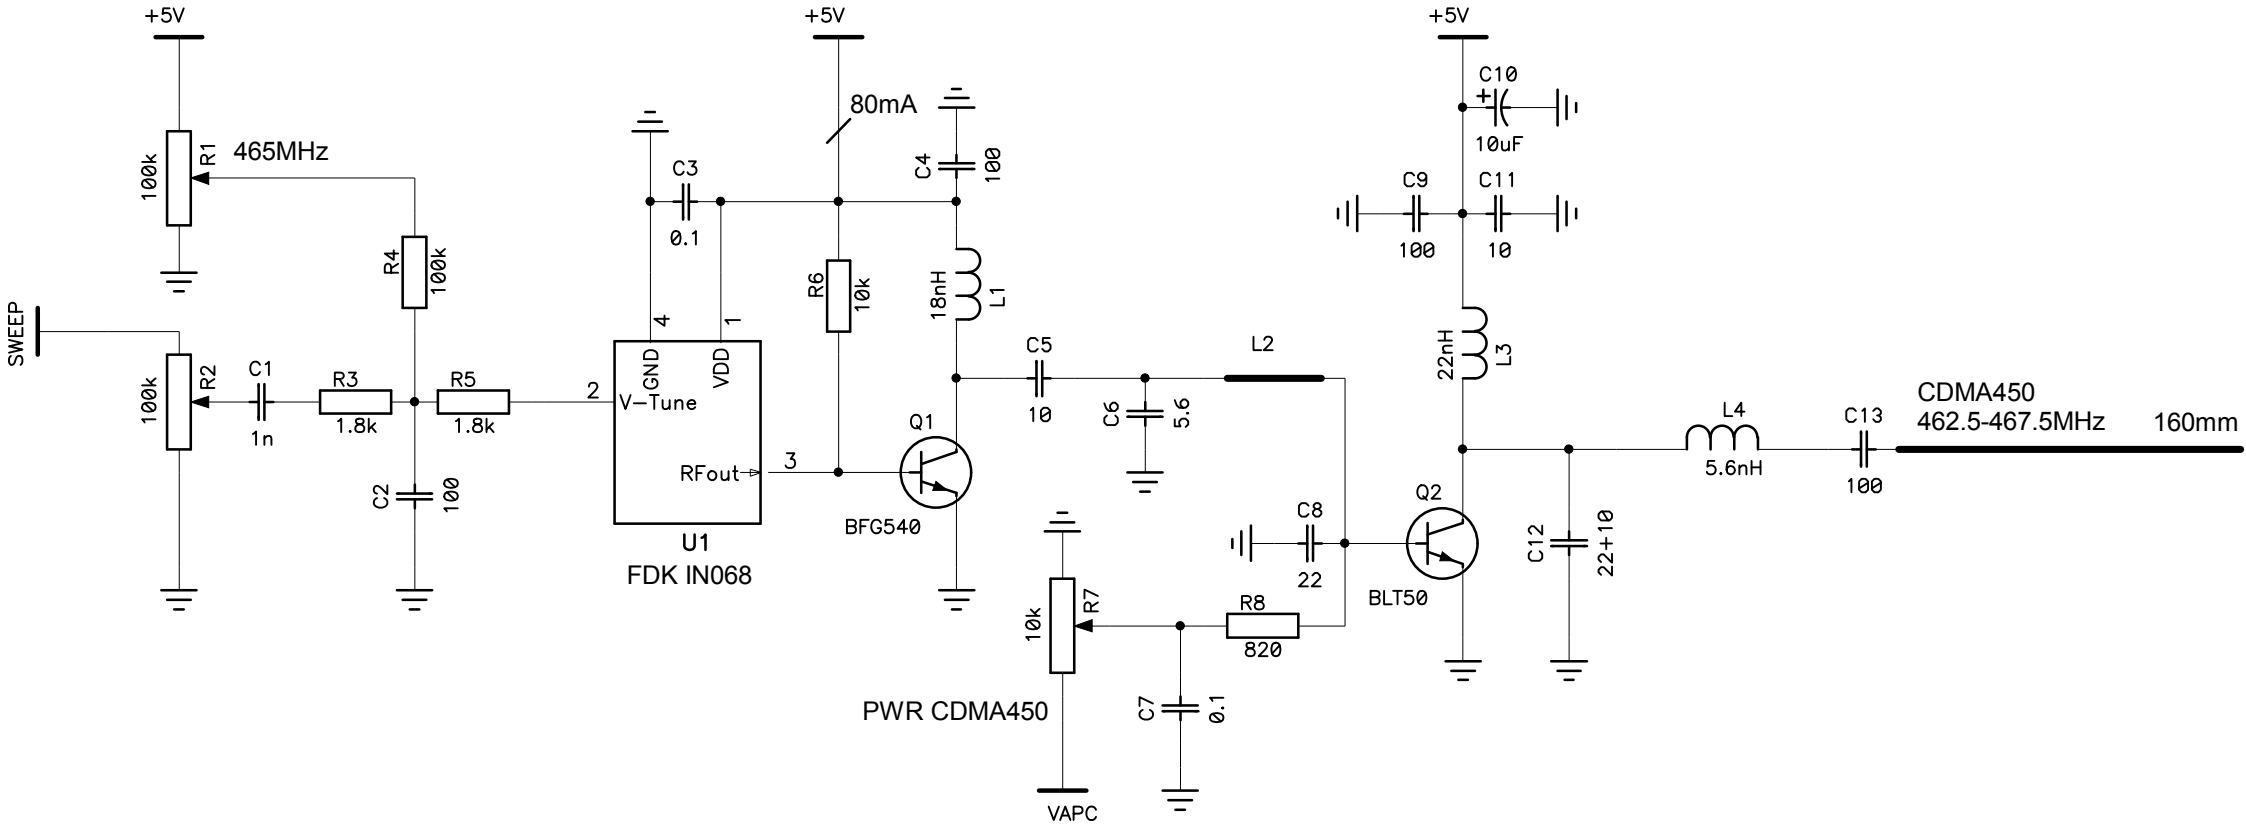 +5V
+5V
+5V
C10
+
10uF
80mA
100k
R1
465MHz
C3
0.1
C4
100
C9
100
C11
10
R4
100k
R6
10k
18nH
L1
4
1
GND
VDD
SWEEP
100k
R2
C1
1n
R3
1.8k
R5
1.8k
2
V-Tune
C5
10
L2
22nH
L3
C6
5.6
Q1
BFG540
RFout
3
U1
FDK IN068
C2
100
L4
5.6nH
C13
100
CDMA450
462.5-467.5MHz
160mm
Q2
BLT50
C8
22
C12
22+10
10k
R7
R8
820
PWR CDMA450
C7
0.1
VAPC